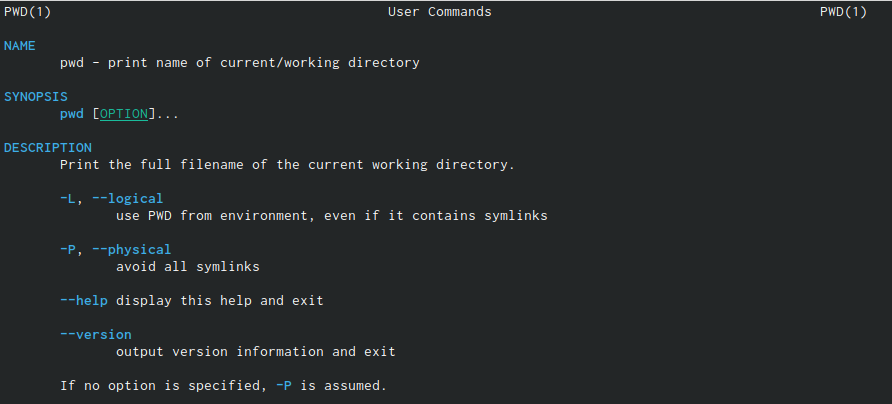 PWD(1) User Commands PWD(1)
NAME
pwd - print name of current/working directory
SYNOPSIS
pwd [OPTION]...
DESCRIPTION
Print the full filename of the current working directory.
-L, --logical
use PWD from environment, even if it contains symlinks
-P, --physical
avoid all symlinks
--help display this help and exit
--version
output version information and exit
If no option is specified, -P is assumed.